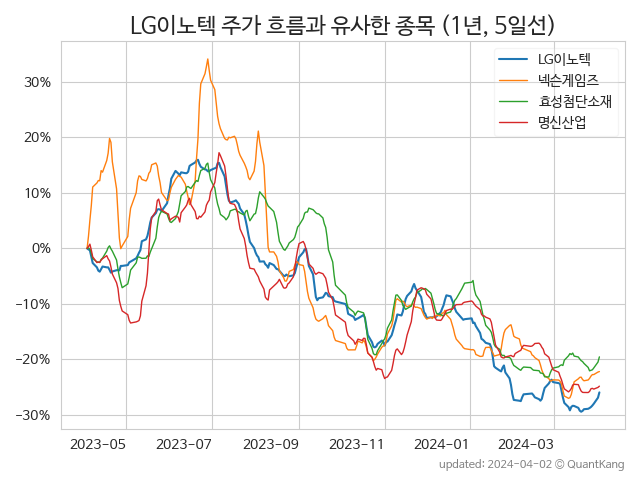 LG이노텍 주가 흐름과 유사한 종목 (1년, 5일선)
LG이노텍
넥슨게임즈
효성첨단소재
명신산업
30%
20%
10%
0%
−10%
−20%
−30%
2023-05
2023-07
2023-09
2023-11
2024-01
2024-03
updated: 2024-04-02 © QuantKang